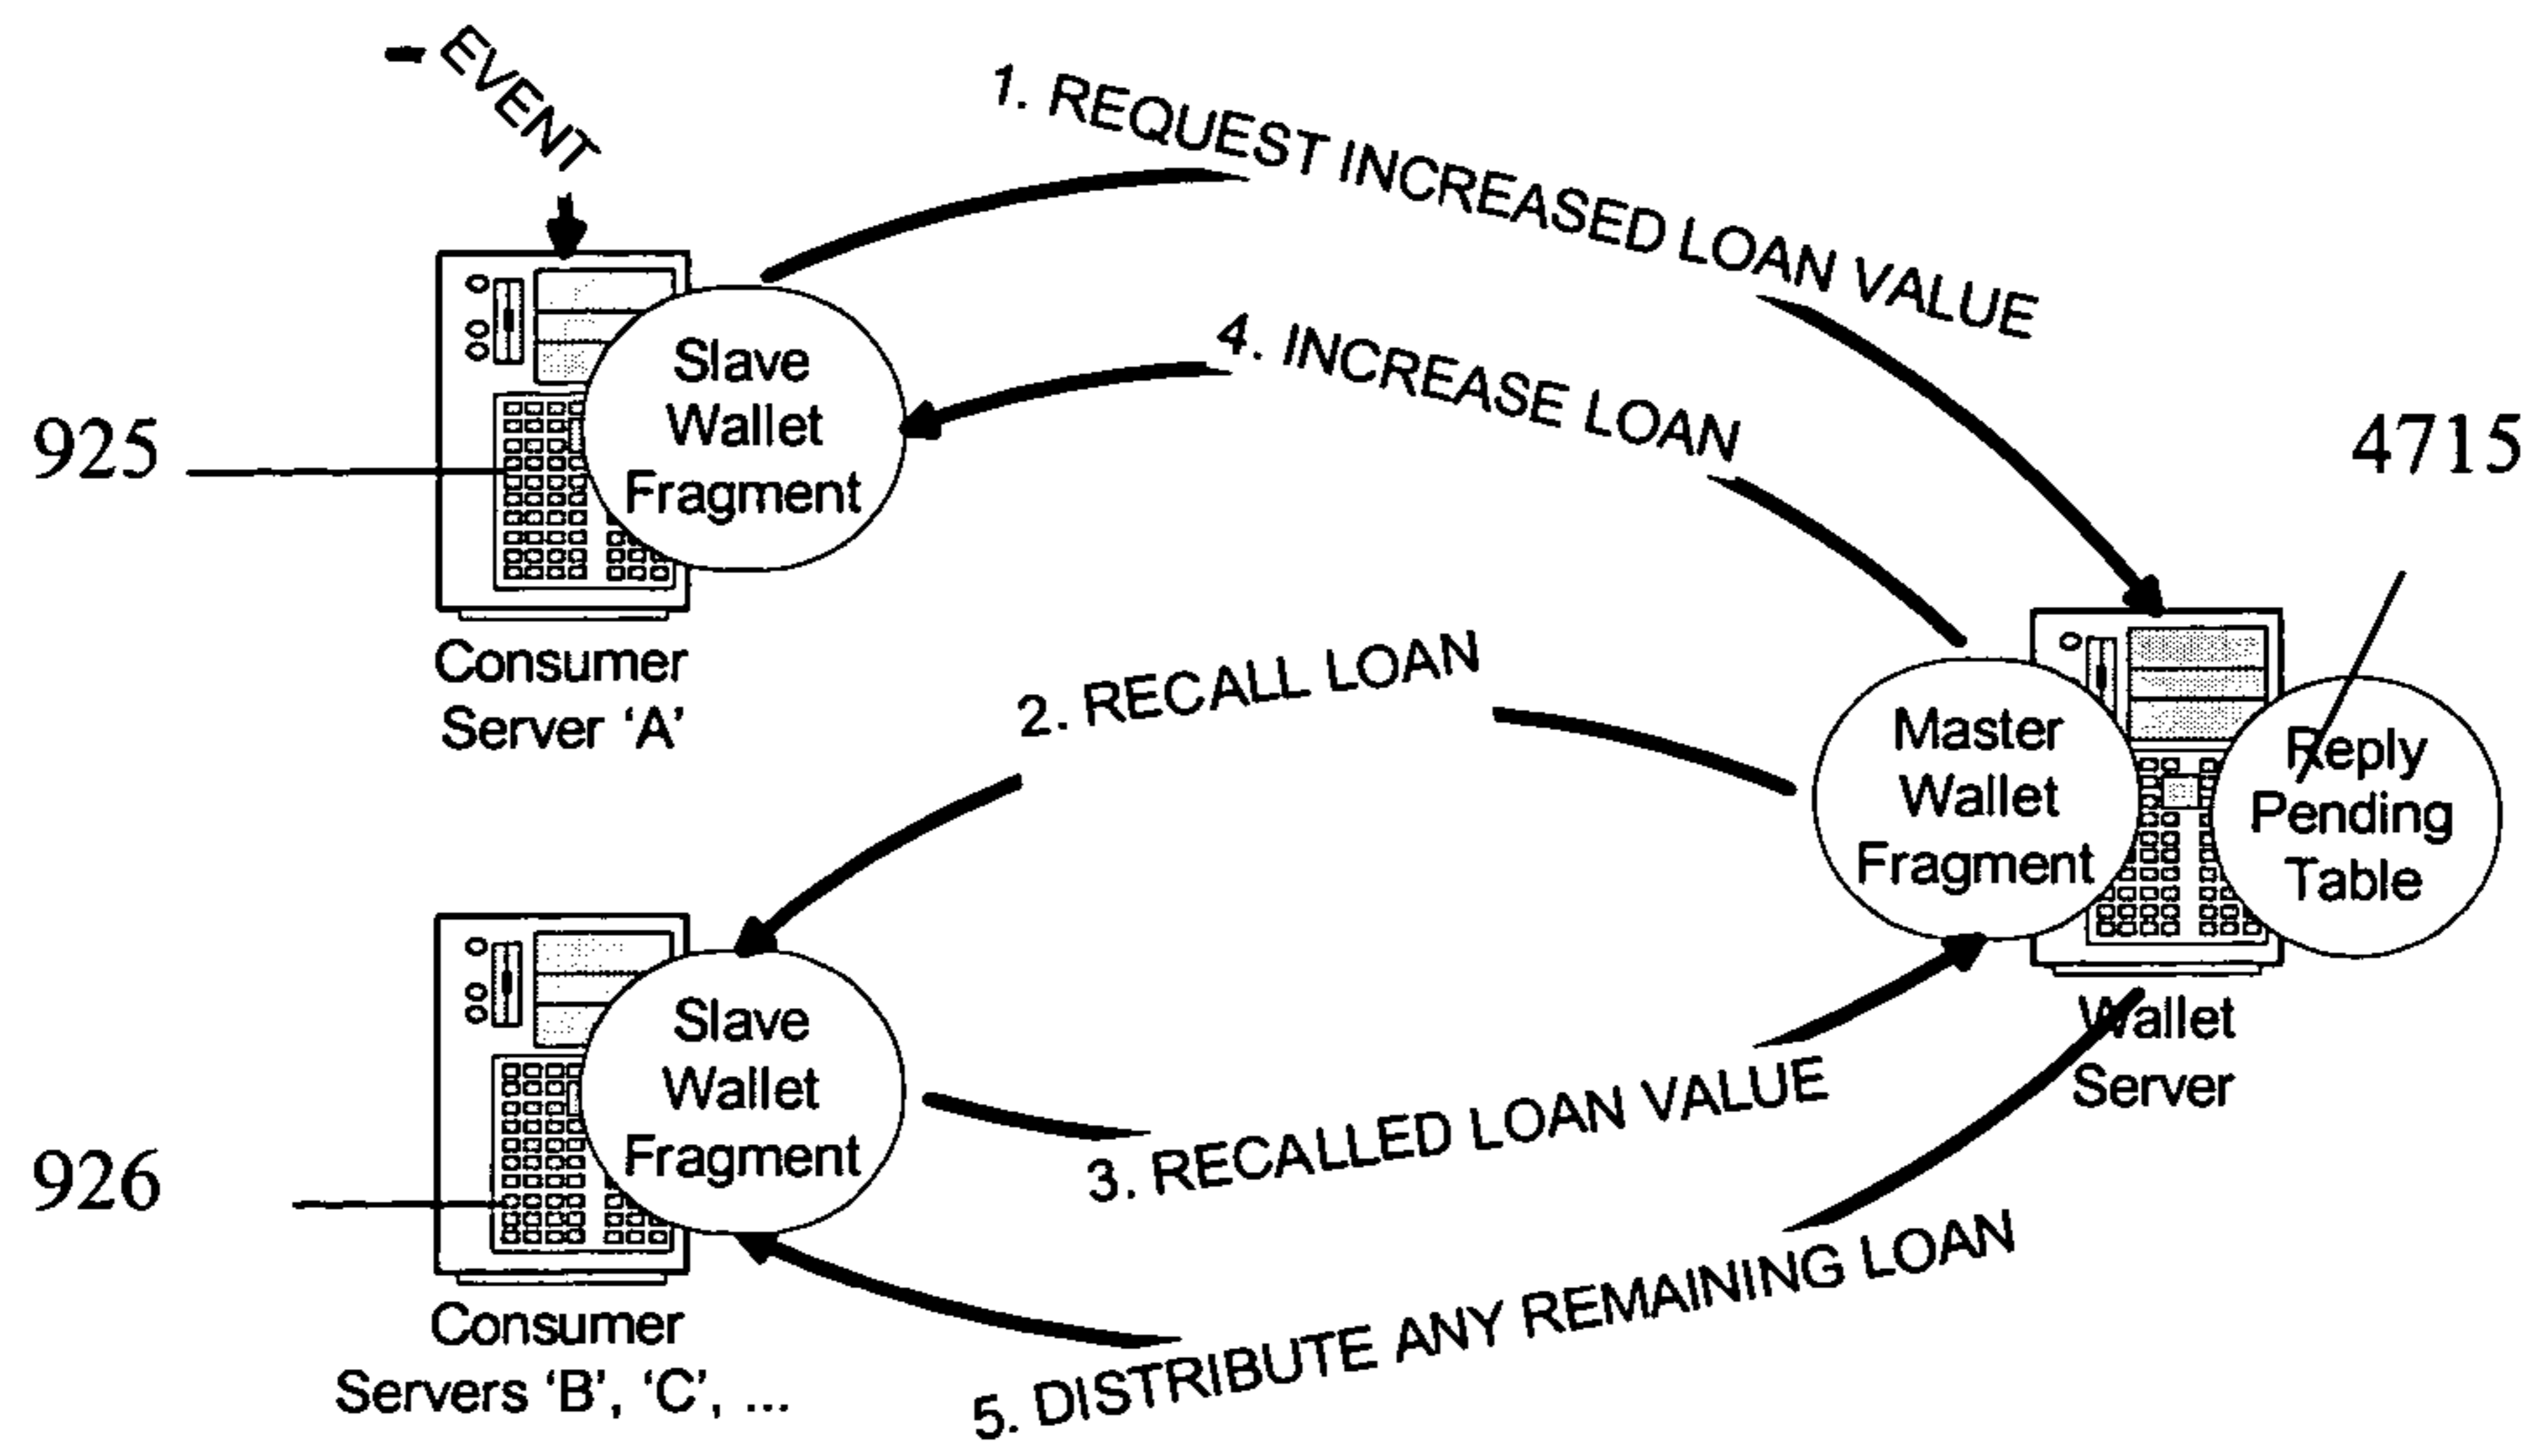 EVENT
1. REQUEST INCREASED LOAN VALUE
4. INCREASE LOAN
Slave
Wallet
Fragment
925
4715
Consumer
Server ‘A’
2. RECALL LOAN
Master
Wallet
Fragment
Reply
Pending
Table
Wallet
Server
Slave
Wallet
Fragment
926
3. RECALLED LOAN VALUE
5. DISTRIBUTE ANY REMAINING LOAN
Consumer
Servers ‘B’, ‘C’, ...